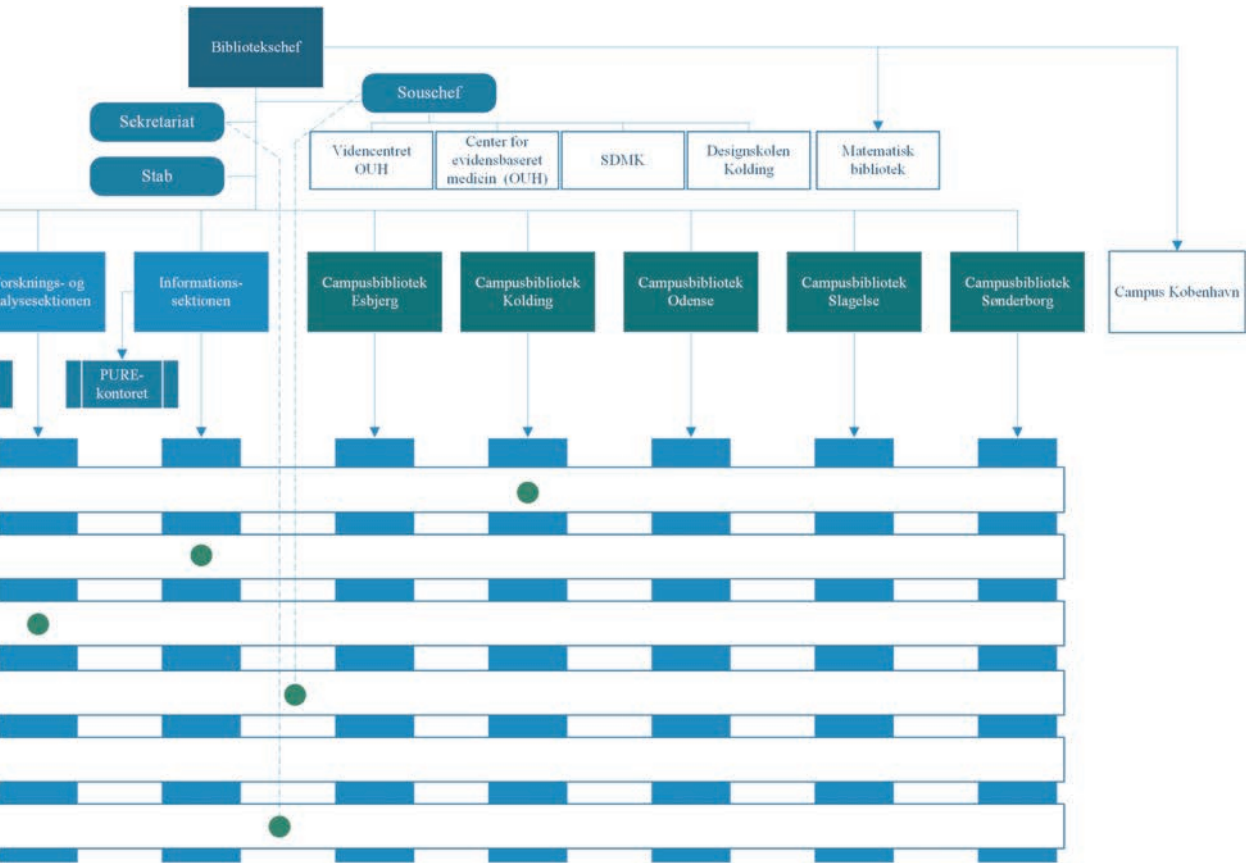 Bibliotekschef
Souschef
Sekretariat
Stab
Videncentret
OUH
Center for
evidensbaseret
medicin (OUH)
SDMK
Designskolen
Kolding
Matematisk
bibliotek
orsknings- og
alysesektionen
Informations-
sektionen
Campusbibliotek
Esbjerg
Campusbibliotek
Kolding
Campusbibliotek
Odense
Campusbibliotek
Slagelse
Campusbibliotek
Sønderborg
Campus Kobenhavn
PURE-
kontoret